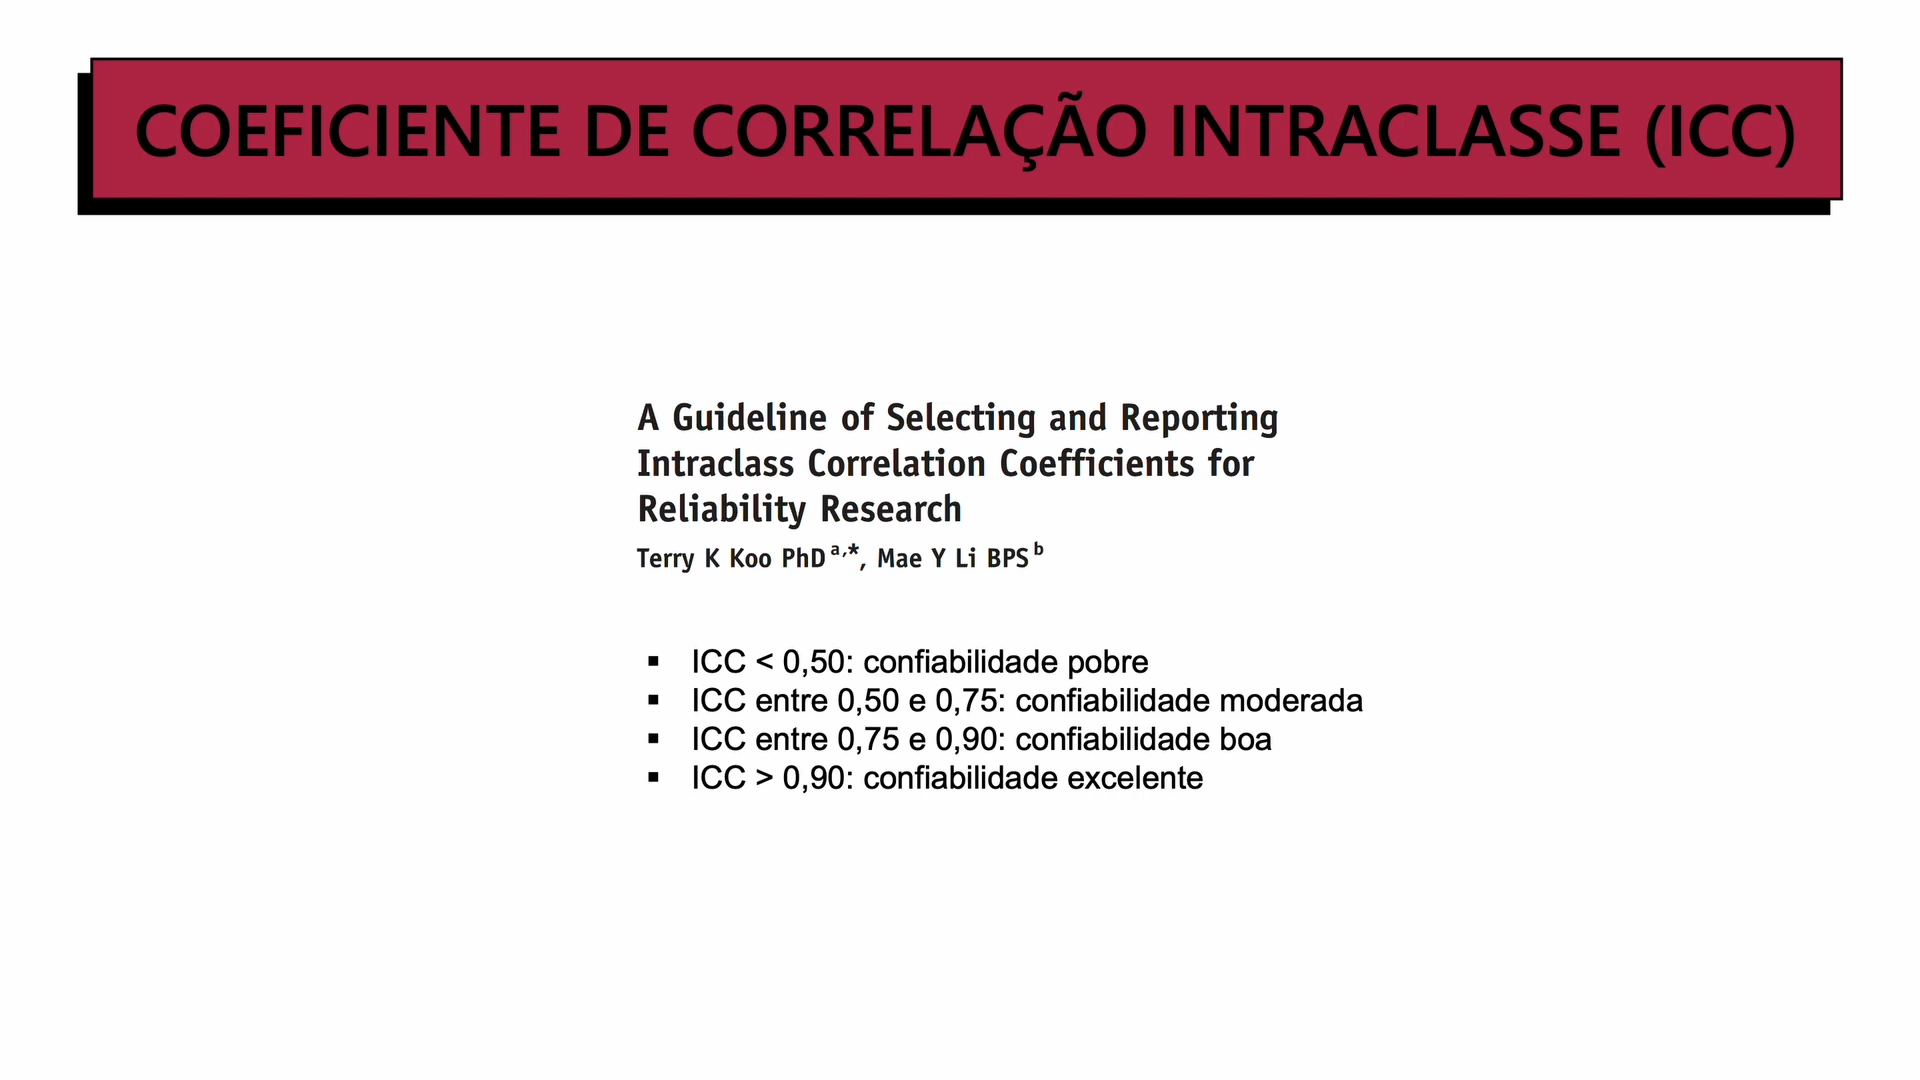 COEFICIENTE DE CORRELAÇÃO INTRACLASSE (ICC)
A Guideline of Selecting and Reporting
Intraclass Correlation Coefficients for
Reliability Research
Terry K Koo PhD a,*, Mae Y Li BPS b
▪ ICC < 0,50: confiabilidade pobre
▪ ICC entre 0,50 e 0,75: confiabilidade moderada
▪ ICC entre 0,75 e 0,90: confiabilidade boa
▪ ICC > 0,90: confiabilidade excelente